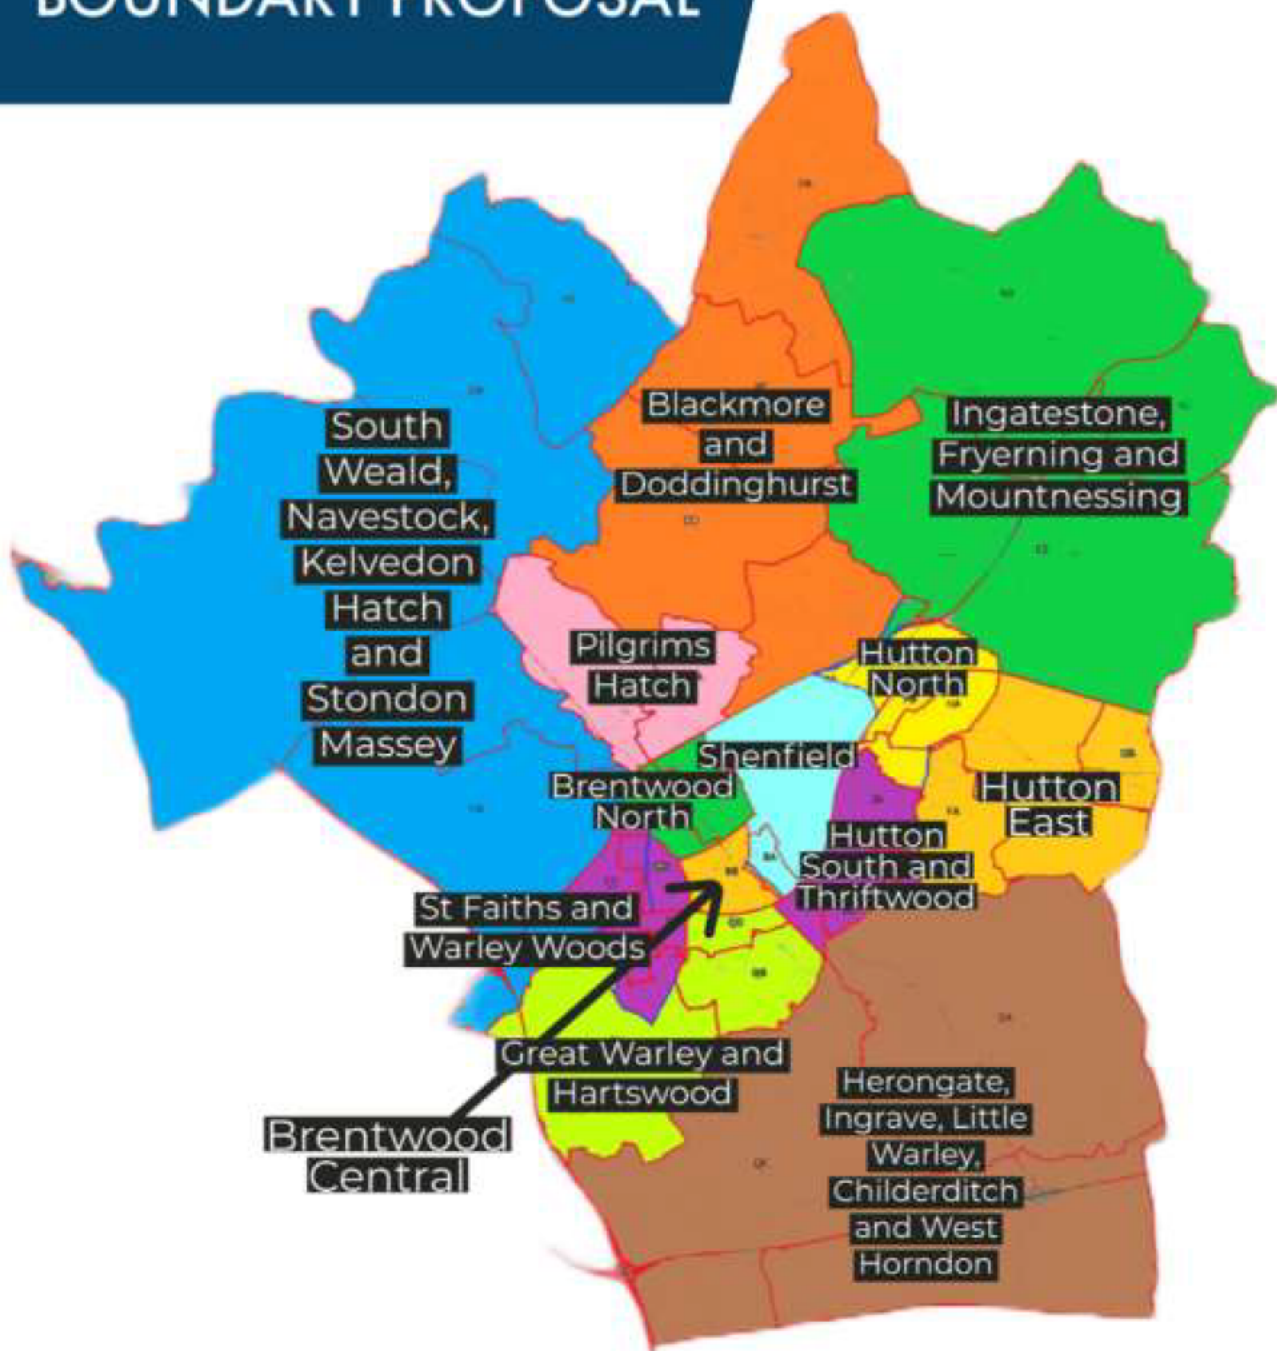 BOUNDARY PROPOSAL
South
Weald,
Navestock,
Kelvedon
Hatch
and
Stondon
Massey
Blackmore
and
Doddinghurst
Ingatestone,
Fryerning and
Mountnessing
Pilgrims
Hatch
Hutton
North
Shenfield
Brentwood
North
Hutton
East
Hutton
South and
Thriftwood
St Faiths and
Warley Woods
Great Warley and
Hartswood
Brentwood
Central
Herongate,
Ingrave, Little
Warley,
Childerditch
and West
Horndon